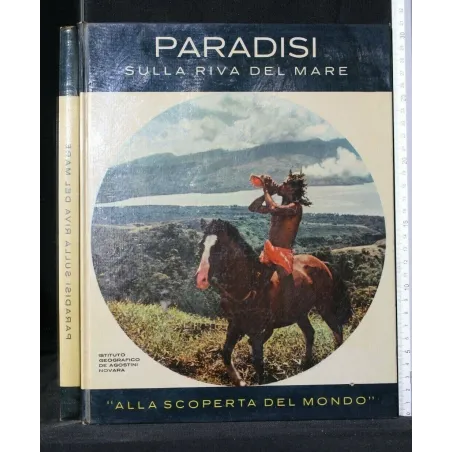 PARADISI
SULLA RIVA DEL MARE
ISTITUTO
GEOGRAFICO
DE AGOSTINI
NOVARA
"ALLA SCOPERTA DEL MONDO"
PARADISI SULLA RIVA DEL MARE